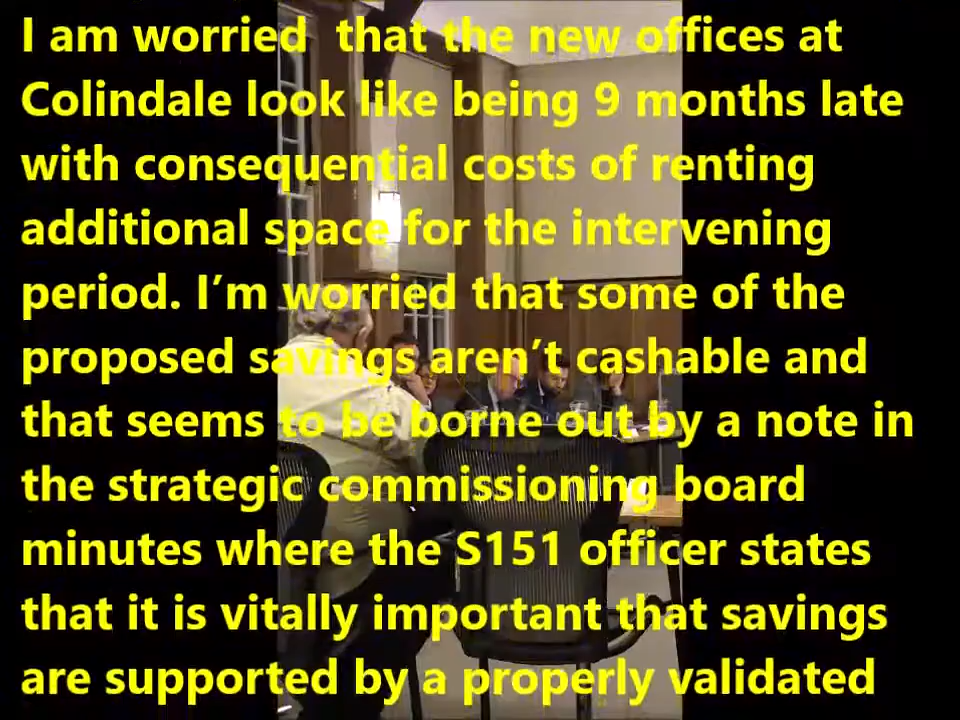 I am worried  that the new offices at
Colindale look like being 9 months late
with consequential costs of renting
additional space for the intervening
period. I’m worried that some of the
proposed savings aren’t cashable and
that seems to be borne out by a note in
the strategic commissioning board
minutes where the S151 officer states
that it is vitally important that savings
are supported by a properly validated